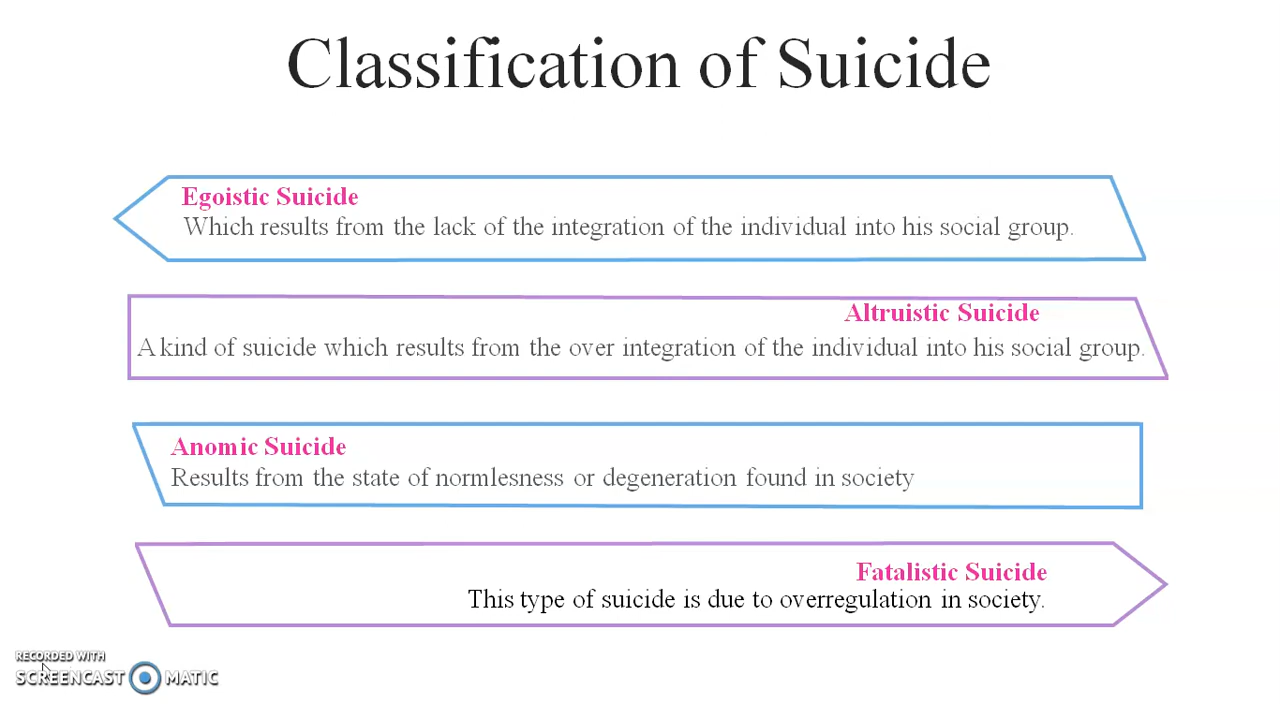 Classification of Suicide
Egoistic Suicide
Which results from the lack of the integration of the individual into his social group.
Altruistic Suicide
A kind of suicide which results from the over integration of the individual into his social group.
Anomic Suicide
Results from the state of normlesness or degeneration found in society
Fatalistic Suicide
This type of suicide is due to overregulation in society.
RECORDED WITH
SCREENCAST MATIC